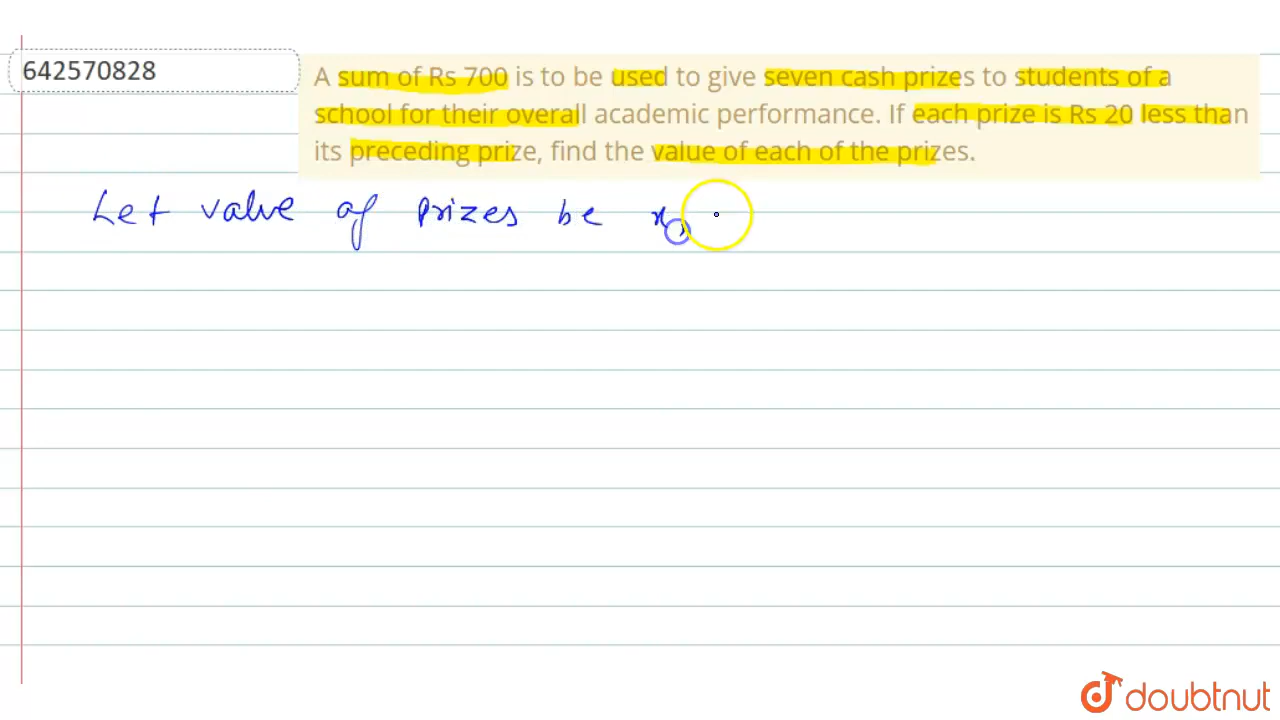 642570828
A sum of Rs 700 is to be used to give seven cash prizes to students of a
school for their overall academic performance. If each prize is Rs 20 less than
its preceding prize, find the value of each of the prizes.
Let value of prizes be x,
doubtnut